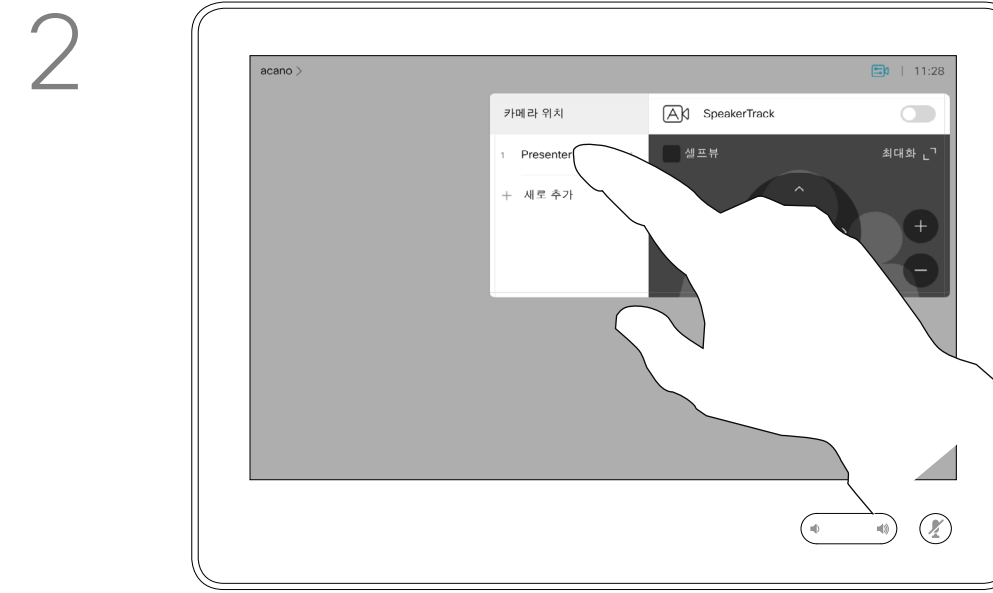 2
acano >
11:28
카메라 위치
SpeakerTrack
1 Presenter
셀프뷰
최대화
+ 새로 추가